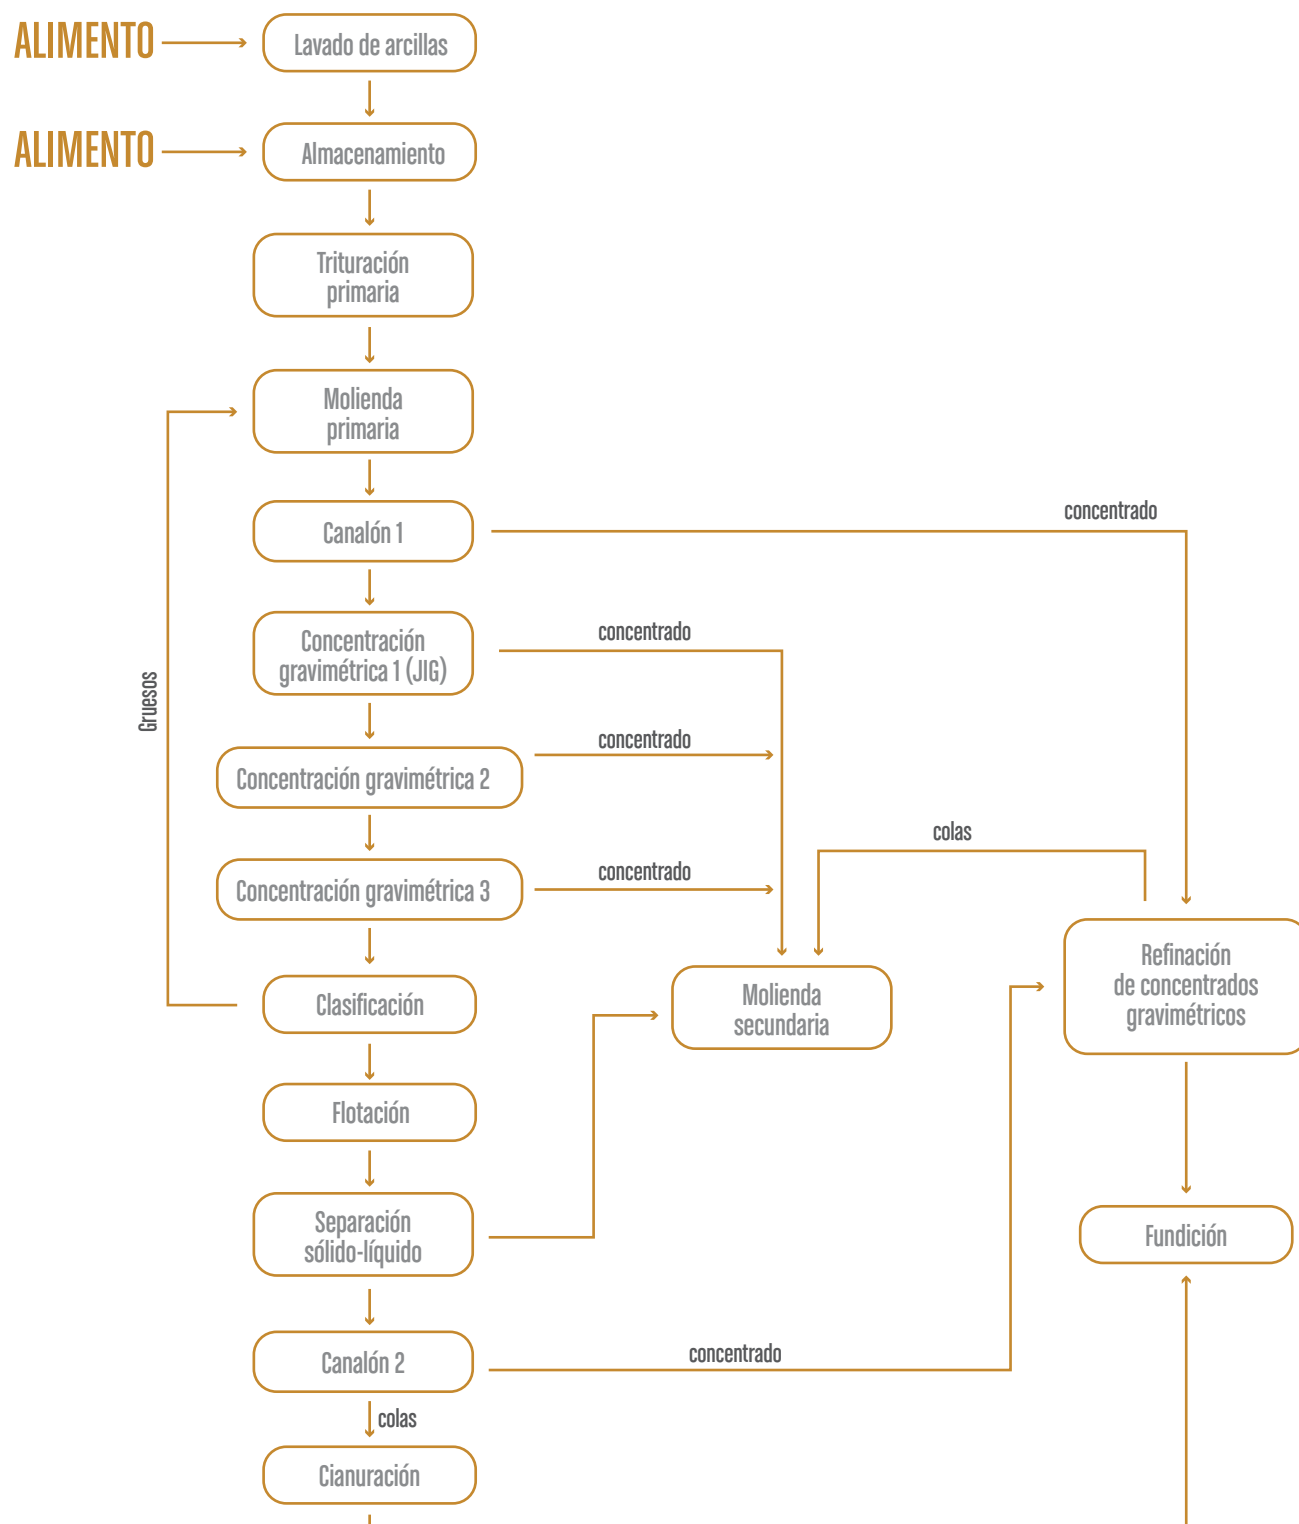 ALIMENTO
Lavado de arcillas
ALIMENTO
Almacenamiento
Trituración
primaria
Molienda
primaria
Canalón 1
concentrado
Concentración
gravimétrica 1 (JIG)
concentrado
Gruesos
Concentración gravimétrica 2
concentrado
Concentración gravimétrica 3
concentrado
colas
Clasificación
Molienda
secundaria
Refinación
de concentrados
gravimétricos
Flotación
Separación
sólido-líquido
Fundición
Canalón 2
concentrado
colas
Cianuración